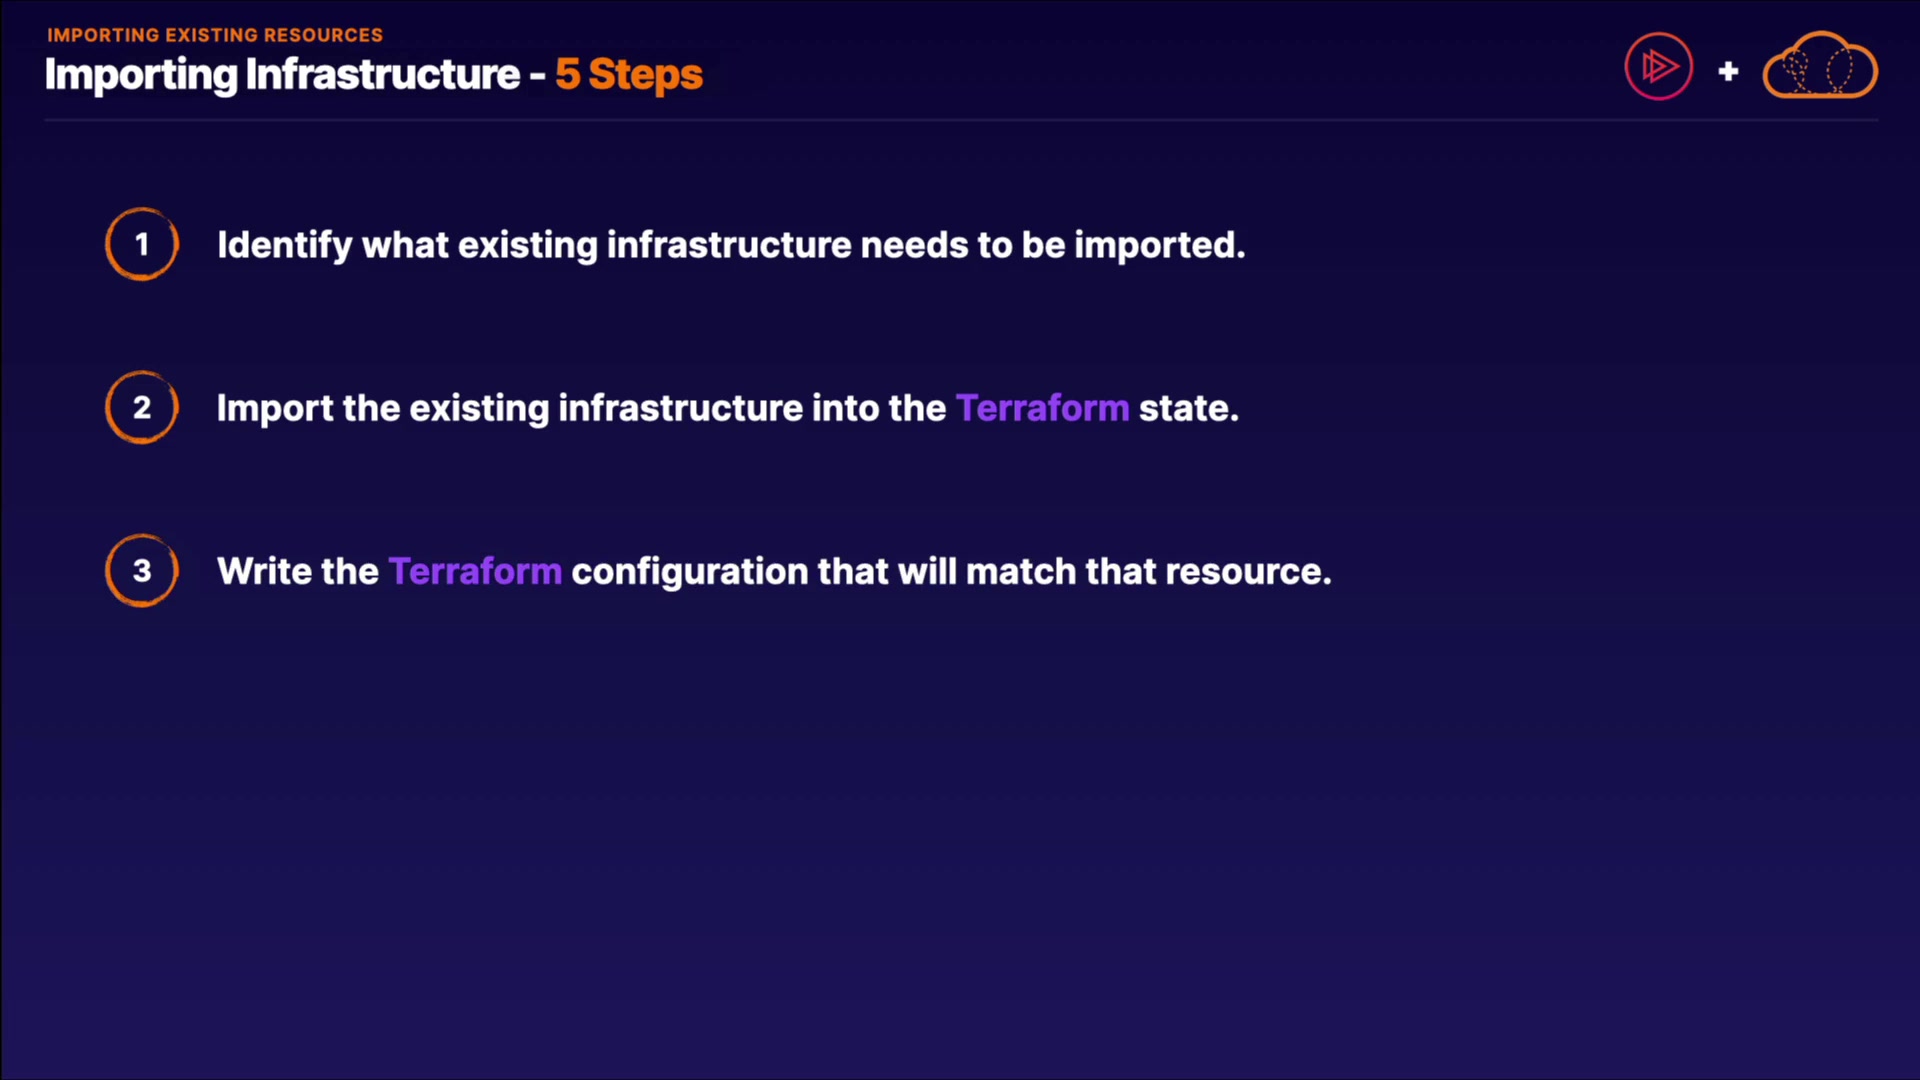 IMPORTING EXISTING RESOURCES
Importing Infrastructure - 5 Steps
+
1 Identify what existing infrastructure needs to be imported.
2 Import the existing infrastructure into the Terraform state.
3 Write the Terraform configuration that will match that resource.